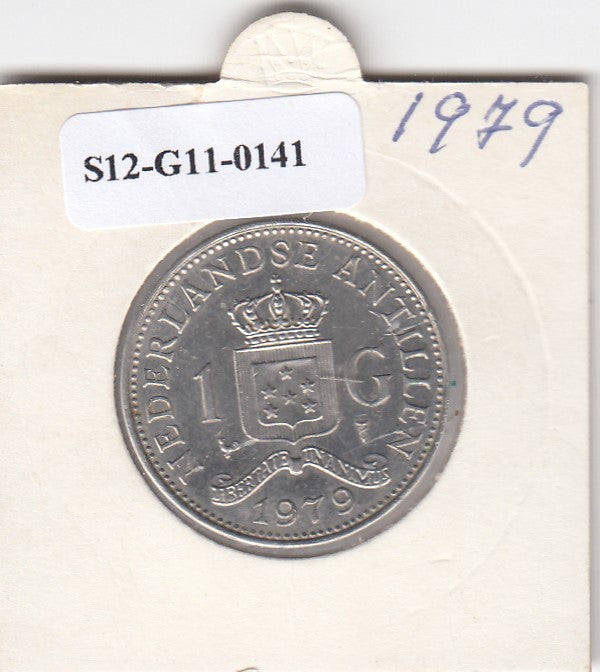 1979
S12-G11-0141
NEDERLANDSE ANTILLEN
1 G
LIBERTATE UNANIMUS
1979